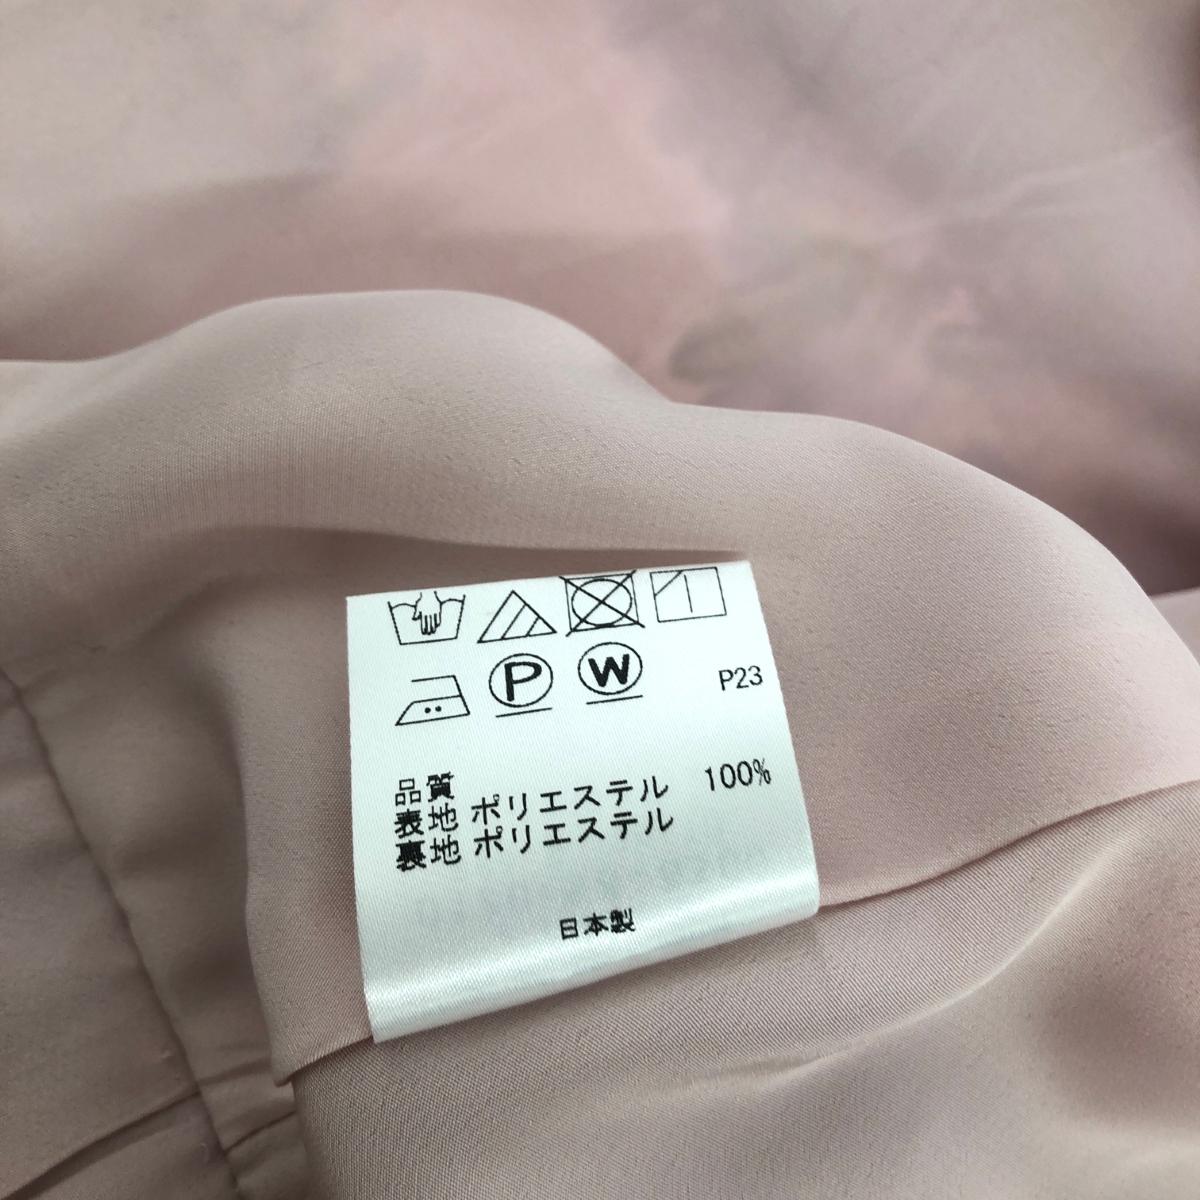 P W P23
品質
表地 ポリエステル 100%
裏地 ポリエステル
日本製